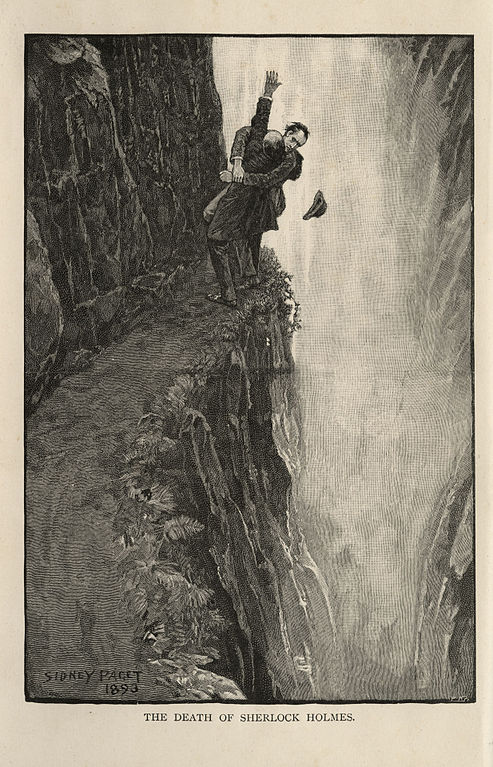 SIDNEY PAGET
1893
THE DEATH OF SHERLOCK HOLMES.